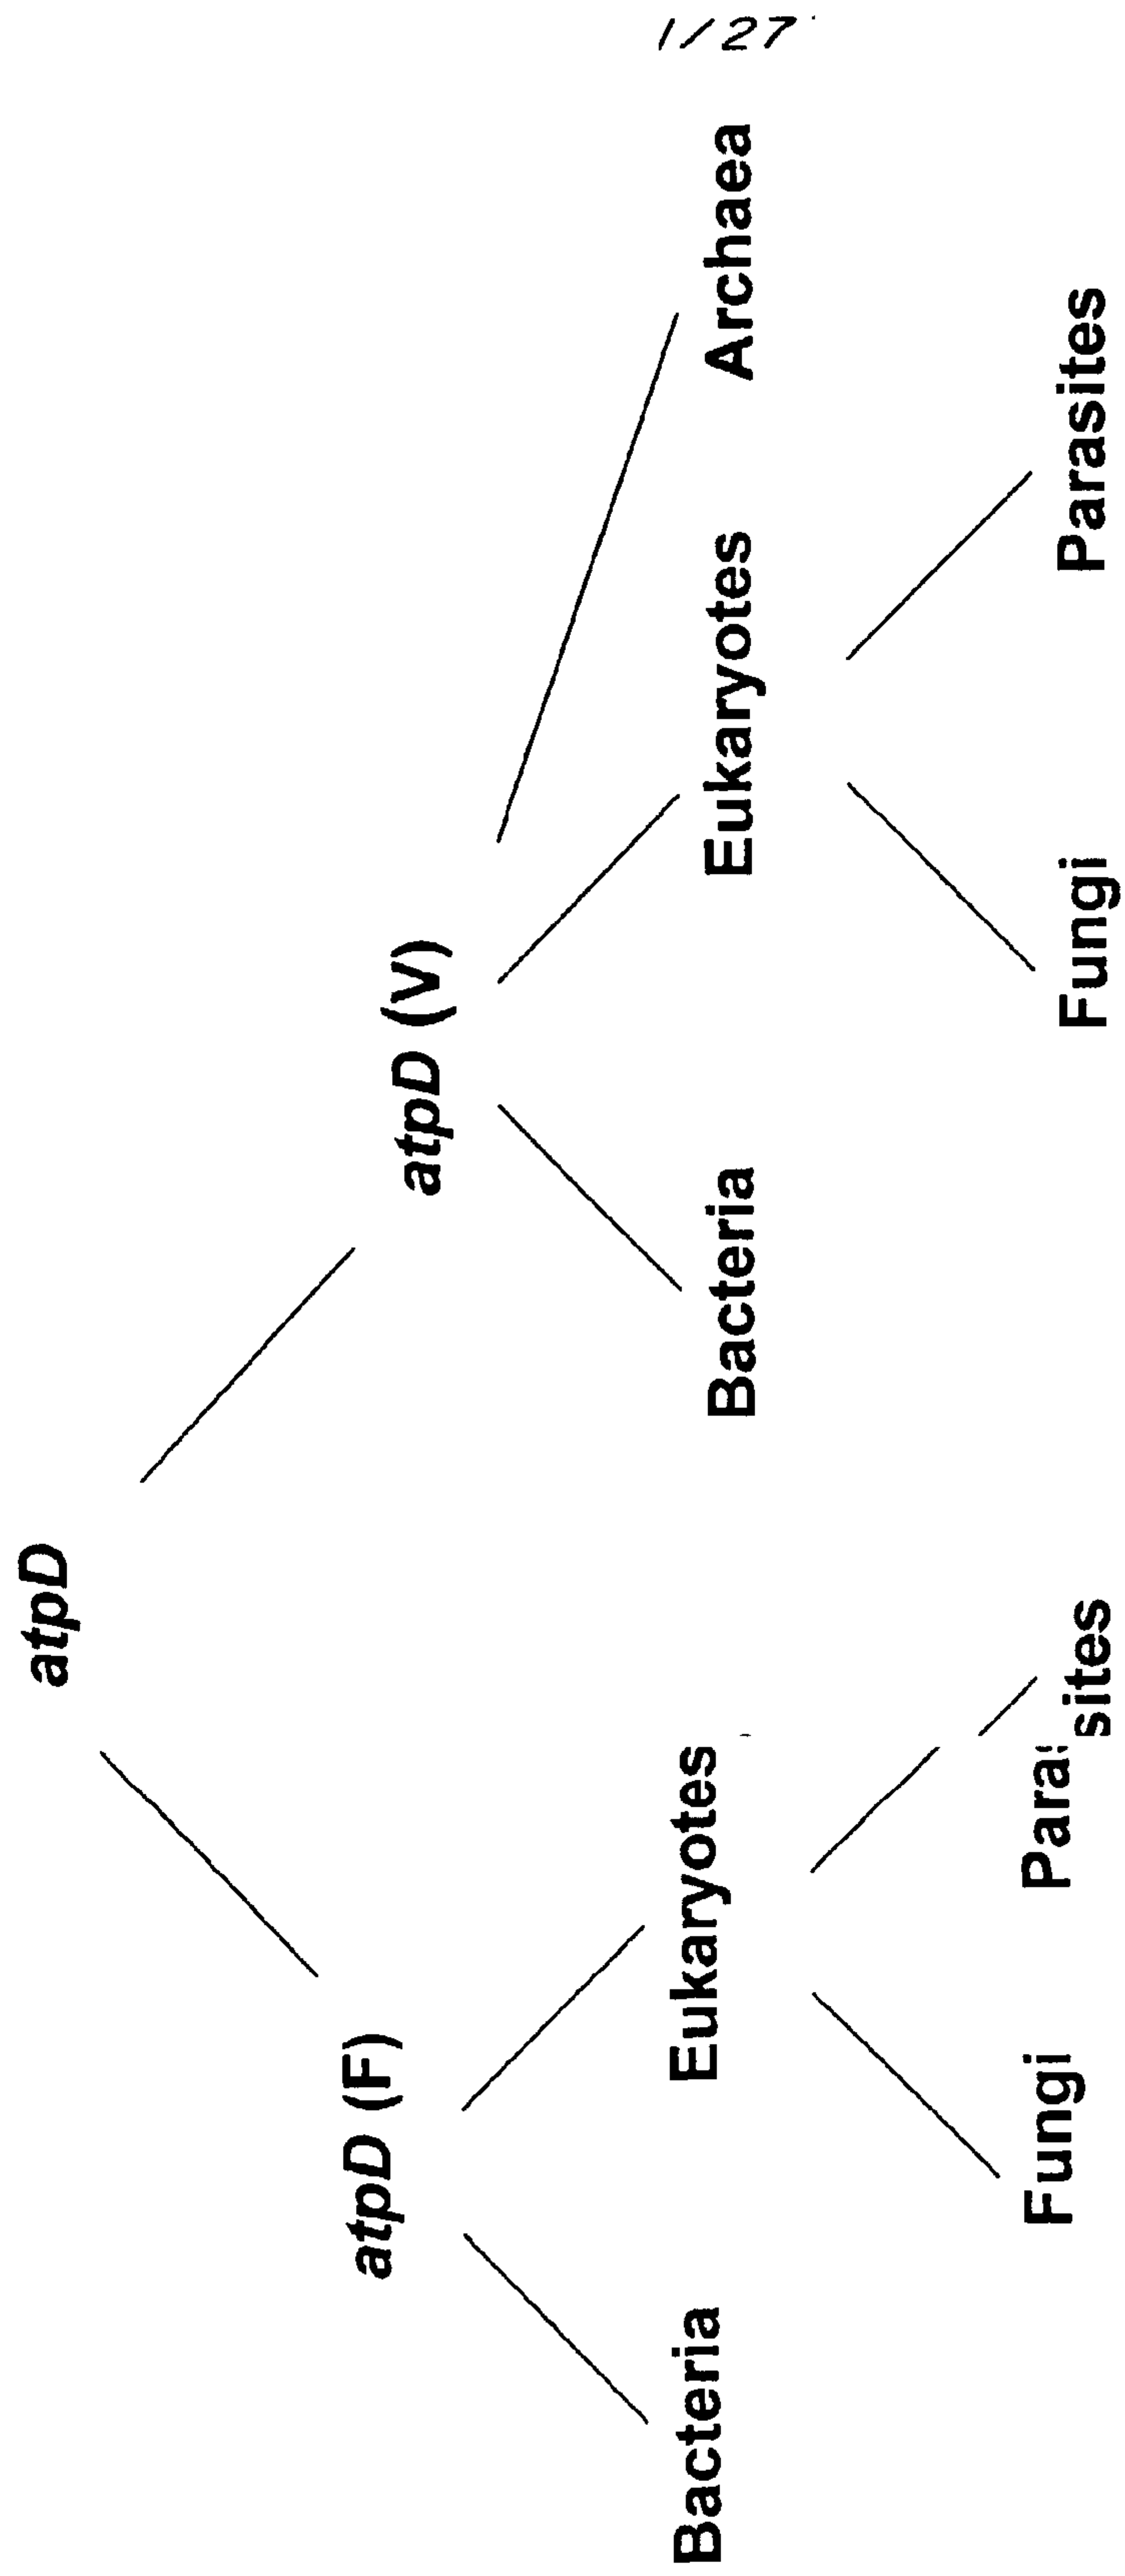 1/27
atpD
atpD (F)
atpD (V)
Bacteria
Eukaryotes
Bacteria
Eukaryotes
Archaea
Fungi
Parasites
Fungi
Parasites